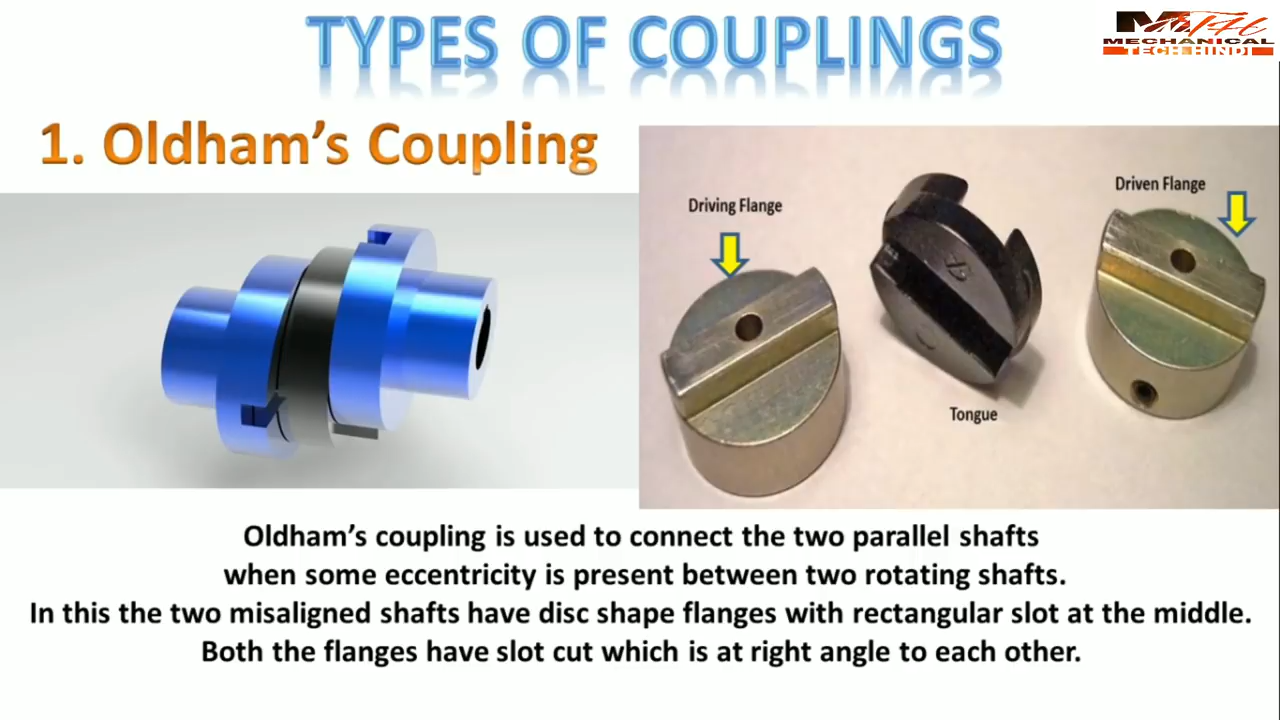 TYPES OF COUPLINGS
MECHANICAL
TECH HINDI
1. Oldham's Coupling
Driving Flange
Driven Flange
Tongue
Oldham's coupling is used to connect the two parallel shafts
when some eccentricity is present between two rotating shafts.
In this the two misaligned shafts have disc shape flanges with rectangular slot at the middle.
Both the flanges have slot cut which is at right angle to each other.